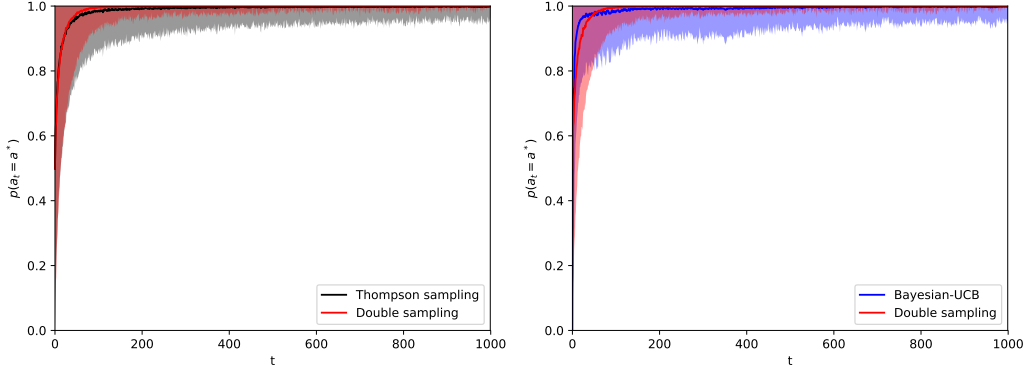 1.0
0.8
0.6
0.4
0.2
0.0
p(a_t = a^*)
0 200 400 600 800 1000
t
Thompson sampling
Double sampling
1.0
0.8
0.6
0.4
0.2
0.0
p(a_t = a^*)
0 200 400 600 800 1000
t
Bayesian-UCB
Double sampling